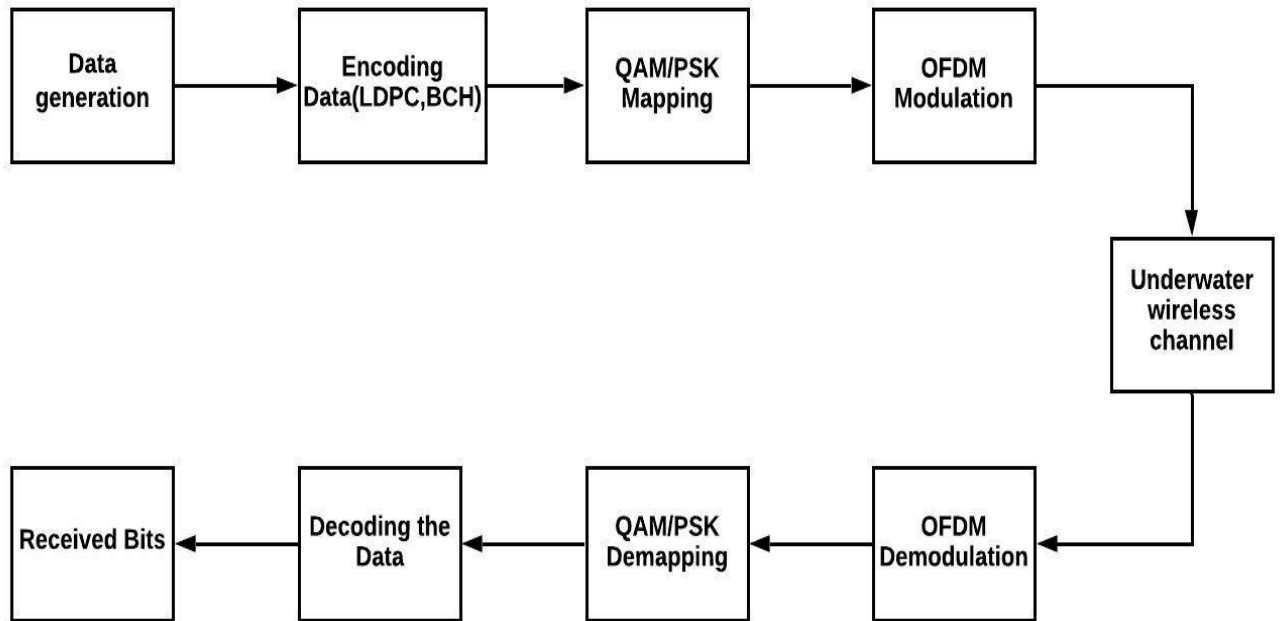 Data
generation
Encoding
Data(LDPC,BCH)
QAM/PSK
Mapping
OFDM
Modulation
Underwater
wireless
channel
Received Bits
Decoding the
Data
QAM/PSK
Demapping
OFDM
Demodulation